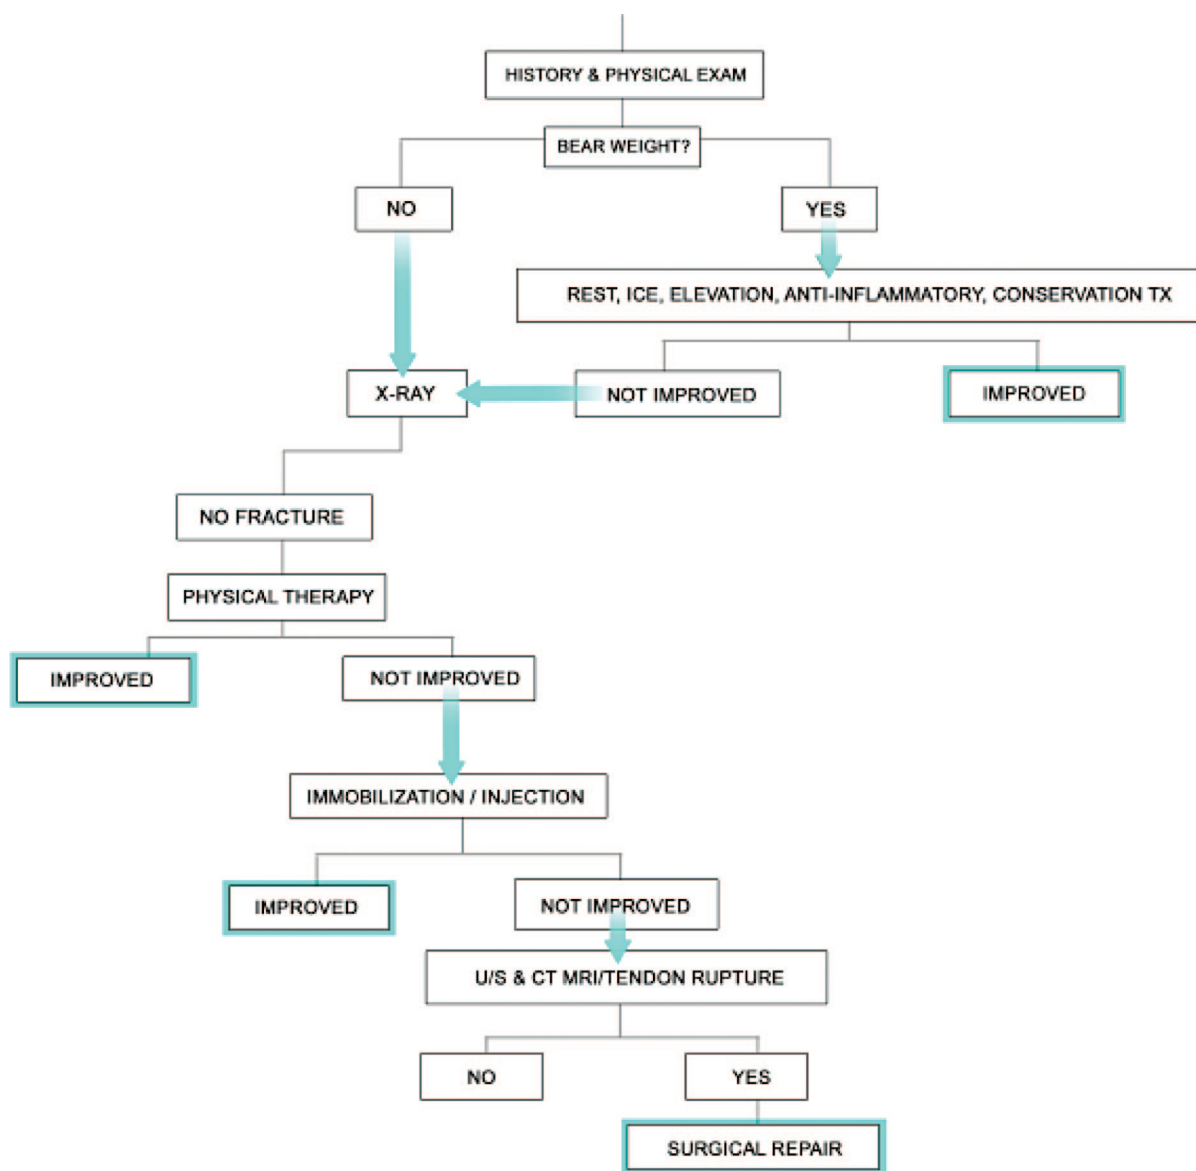 HISTORY & PHYSICAL EXAM
BEAR WEIGHT?
NO
YES
REST, ICE, ELEVATION, ANTI-INFLAMMATORY, CONSERVATION TX
X-RAY
NOT IMPROVED
IMPROVED
NO FRACTURE
PHYSICAL THERAPY
IMPROVED
NOT IMPROVED
IMMOBILIZATION / INJECTION
IMPROVED
NOT IMPROVED
U/S & CT MRI/TENDON RUPTURE
NO
YES
SURGICAL REPAIR